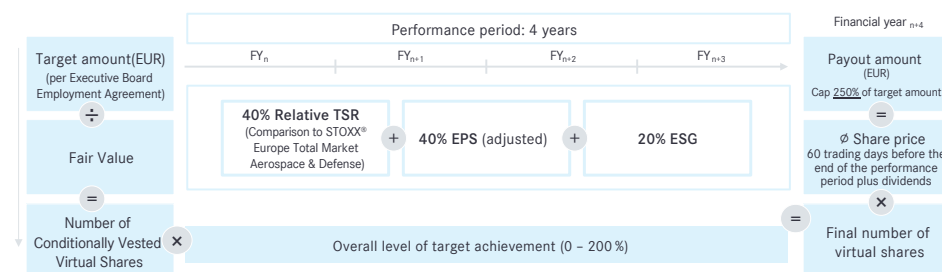 Performance period: 4 years
Financial year n+4
Target amount(EUR)
(per Executive Board
Employment Agreement)
÷
Fair Value
=
Number of
Conditionally Vested
Virtual Shares
×
FYn
FYn+1
FYn+2
FYn+3
40% Relative TSR
(Comparison to STOXX®
Europe Total Market
Aerospace & Defense)
+
40% EPS (adjusted)
+
20% ESG
Overall level of target achievement (0 – 200 %)
=
Payout amount
(EUR)
Cap 250% of target amount
=
Ø Share price
60 trading days before the
end of the performance
period plus dividends
×
Final number of
virtual shares